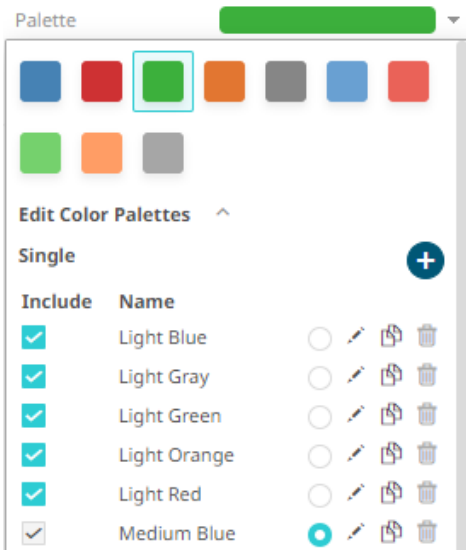 Palette
Edit Color Palettes
Single
Include Name
Light Blue
Light Gray
Light Green
Light Orange
Light Red
Medium Blue